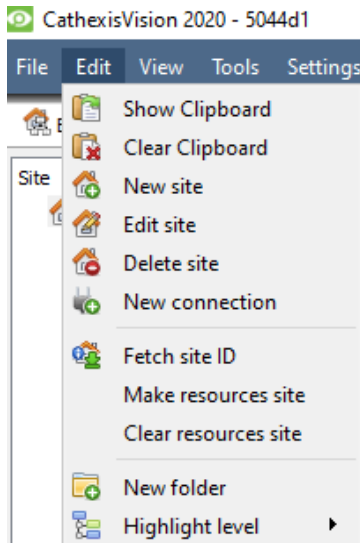 CathexisVision 2020 - 5044d1
File Edit View Tools Settings
Show Clipboard
Clear Clipboard
Site
New site
Edit site
Delete site
New connection
Fetch site ID
Make resources site
Clear resources site
New folder
Highlight level